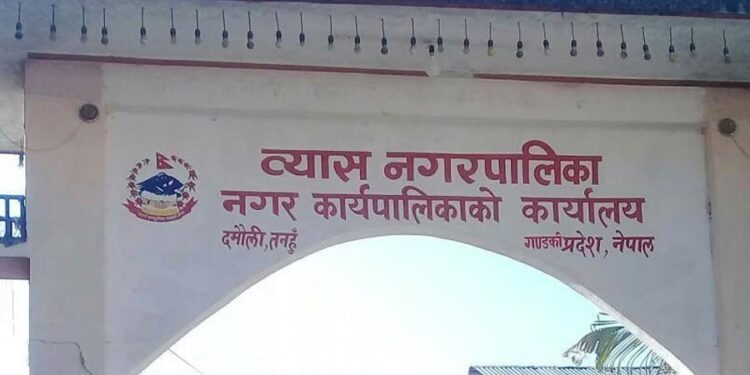 व्यास नगरपालिका
नगर कार्यपालिकाको कार्यालय
दमौली, तनहुँ गण्डकी प्रदेश, नेपाल